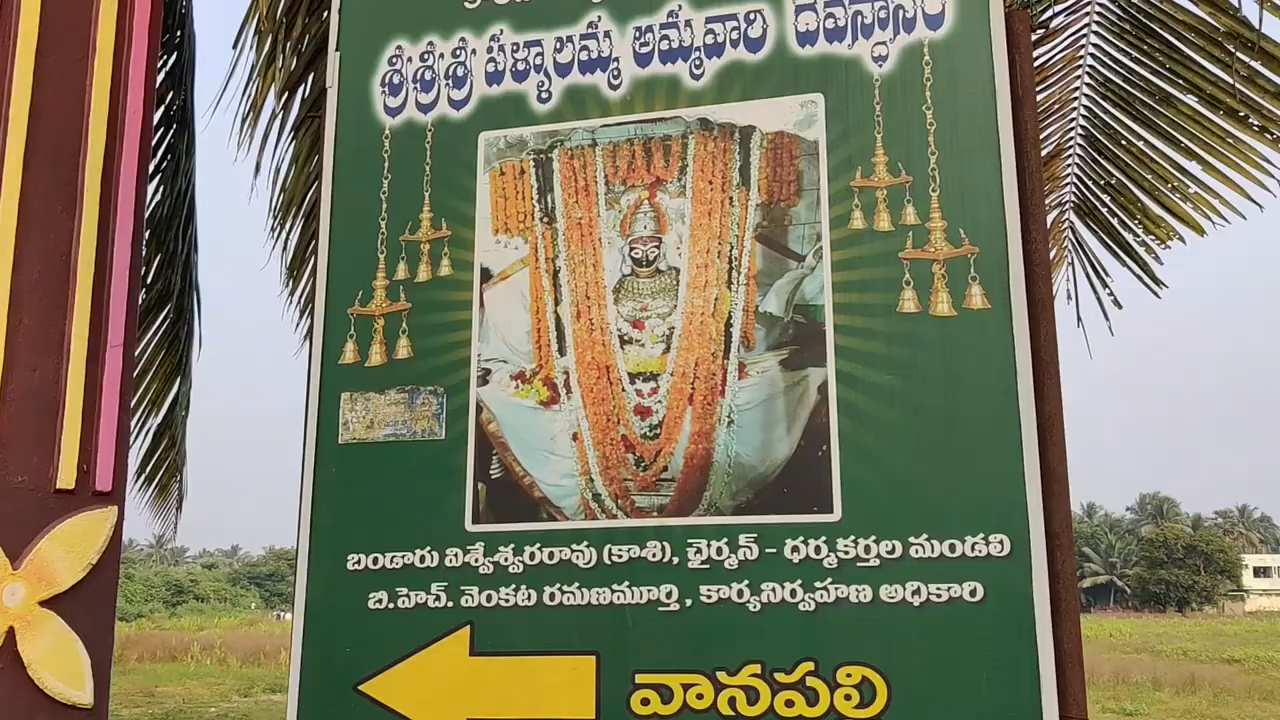 శ్రీశ్రీశ్రీ పళ్ళాలమ్మ అమ్మవారి దేవస్థానం
బండారు విశ్వేశ్వరరావు (కాశి), ఛైర్మన్ - ధర్మకర్తల మండలి
బి.హెచ్. వెంకట రమణమూర్తి, కార్యనిర్వహణ అధికారి
వానపల్లి